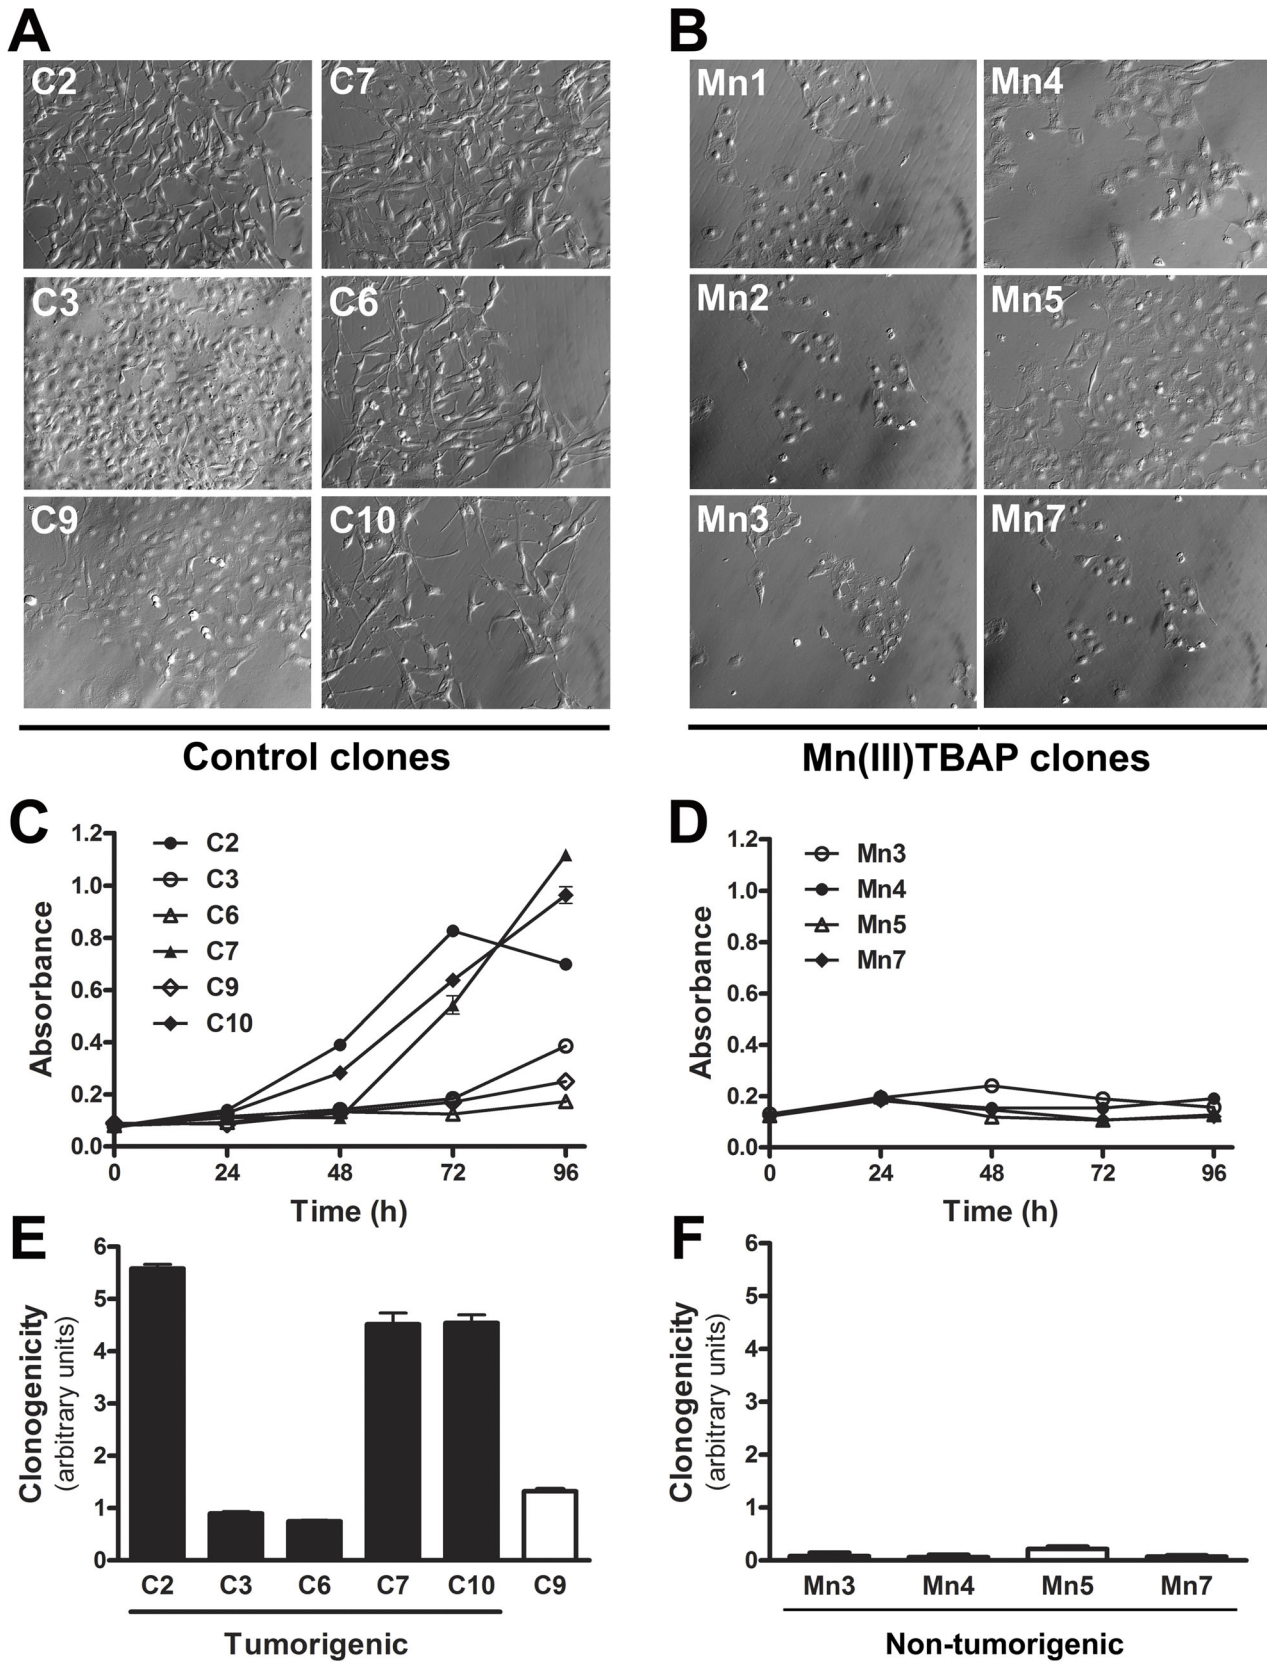 A
B
C2
C7
Mn1
Mn4
C3
C6
Mn2
Mn5
C9
C10
Mn3
Mn7
Control clones
Mn(III)TBAP clones
C
1.2
1.0
0.8
0.6
0.4
0.2
0.0
Absorbance
C2
C3
C6
C7
C9
C10
0
24
48
72
96
Time (h)
D
1.2
1.0
0.8
0.6
0.4
0.2
0.0
Absorbance
Mn3
Mn4
Mn5
Mn7
0
24
48
72
96
Time (h)
E
6
5
4
3
2
1
0
Clonogenicity
(arbitrary units)
C2
C3
C6
C7
C10
C9
Tumorigenic
F
6
5
4
3
2
1
0
Clonogenicity
(arbitrary units)
Mn3
Mn4
Mn5
Mn7
Non-tumorigenic